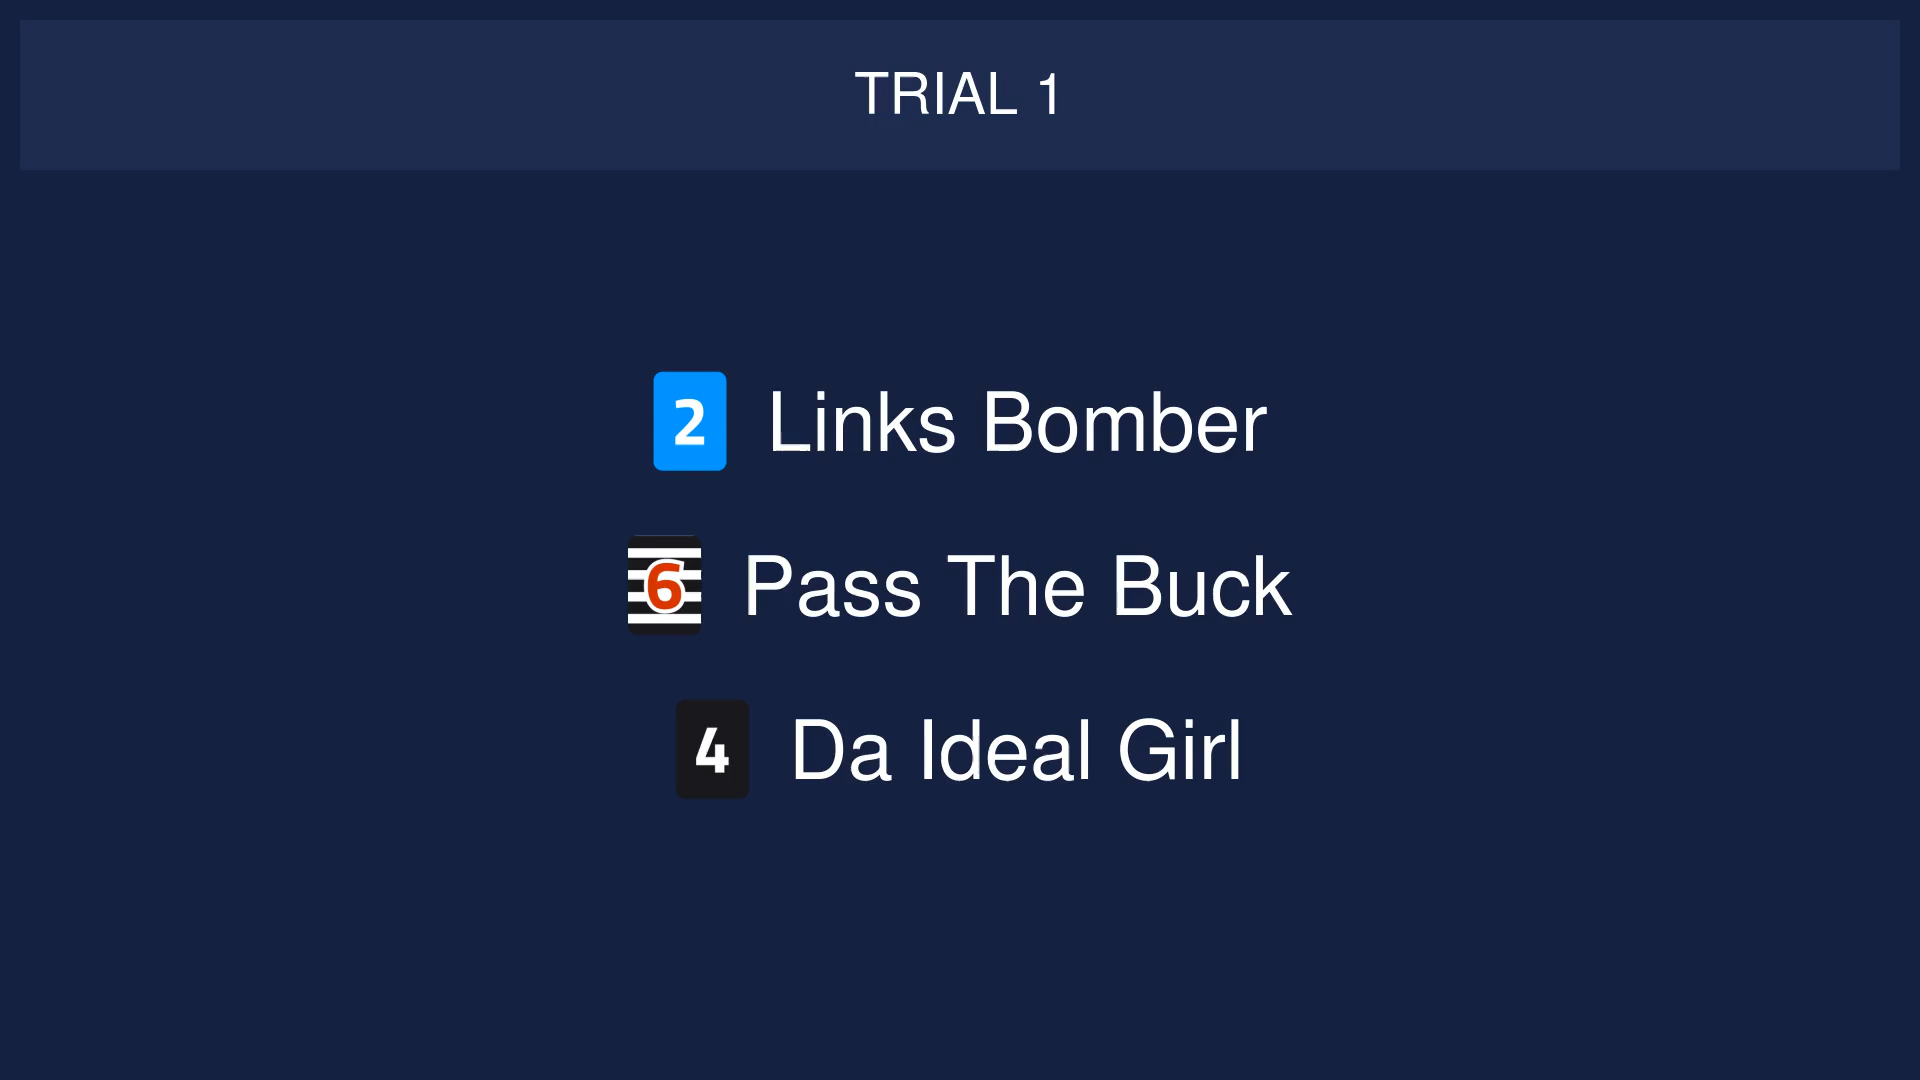 TRIAL 1
2 Links Bomber
6 Pass The Buck
4 Da Ideal Girl